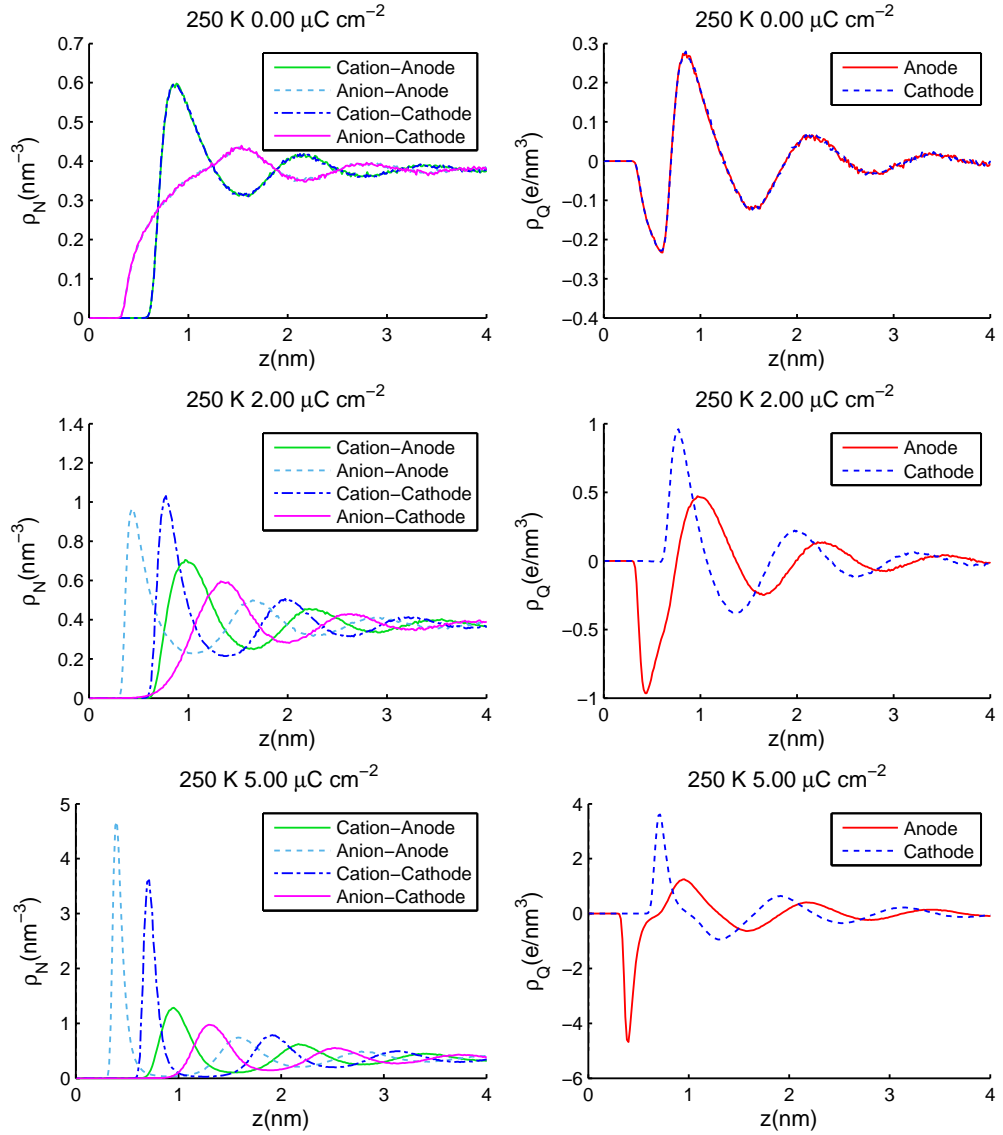 250 K 0.00 μC cm−2
ρN(nm−3)
0.7
0.6
0.5
0.4
0.3
0.2
0.1
0
0 1 2 3 4
z(nm)
Cation−Anode
Anion−Anode
Cation−Cathode
Anion−Cathode
250 K 0.00 μC cm−2
ρQ(e/nm3)
0.3
0.2
0.1
0
−0.1
−0.2
−0.3
−0.4
0 1 2 3 4
z(nm)
Anode
Cathode
250 K 2.00 μC cm−2
ρN(nm−3)
1.4
1.2
1
0.8
0.6
0.4
0.2
0
0 1 2 3 4
z(nm)
Cation−Anode
Anion−Anode
Cation−Cathode
Anion−Cathode
250 K 2.00 μC cm−2
ρQ(e/nm3)
1
0.5
0
−0.5
−1
0 1 2 3 4
z(nm)
Anode
Cathode
250 K 5.00 μC cm−2
ρN(nm−3)
5
4
3
2
1
0
0 1 2 3 4
z(nm)
Cation−Anode
Anion−Anode
Cation−Cathode
Anion−Cathode
250 K 5.00 μC cm−2
ρQ(e/nm3)
4
2
0
−2
−4
−6
0 1 2 3 4
z(nm)
Anode
Cathode